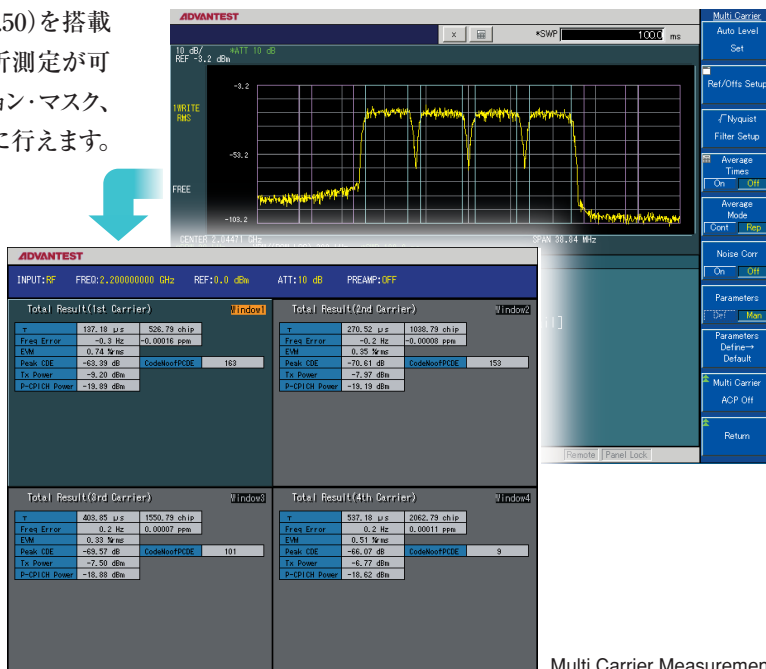 50)を搭載
析測定が可
ョン・マスク、
に行えます。
ADVANTEST
*SWP 100.0 ms
10 dB/ *ATT 10 dB
REF -3.2 dBm
-3.2
1WRITE
RMS
-53.2
FREE
-103.2
SPAN 38.84 MHz
Multi Carrier
Auto Level
Set
Ref/Offs Setup
√Nyquist
Filter Setup
Average
Times
On Off
Average
Mode
Cont Rep
Noise Corr
On Off
Parameters
Def Man
Parameters
Define→
Default
Multi Carrier
ACP Off
Return
Remote Panel Lock
ADVANTEST
INPUT:RF FREQ:2.200000000 GHz REF:0.0 dBm ATT:10 dB PREAMP:OFF
Total Result(1st Carrier) Window1
τ 137.18 μs 526.79 chip
Freq Error -0.3 Hz -0.00016 ppm
EVM 0.74 %rms
Peak CDE -63.39 dB CodeNoofPCDE 163
Tx Power -9.20 dBm
P-CPICH Power -19.89 dBm
Total Result(2nd Carrier) Window2
τ 270.52 μs 1038.79 chip
Freq Error -0.2 Hz -0.00008 ppm
EVM 0.35 %rms
Peak CDE -70.61 dB CodeNoofPCDE 153
Tx Power -7.97 dBm
P-CPICH Power -19.19 dBm
Total Result(3rd Carrier) Window3
τ 403.85 μs 1550.79 chip
Freq Error 0.2 Hz 0.00007 ppm
EVM 0.33 %rms
Peak CDE -69.57 dB CodeNoofPCDE 101
Tx Power -7.50 dBm
P-CPICH Power -18.88 dBm
Total Result(4th Carrier) Window4
τ 537.18 μs 2062.79 chip
Freq Error 0.2 Hz 0.00011 ppm
EVM 0.51 %rms
Peak CDE -66.07 dB CodeNoofPCDE 9
Tx Power -6.77 dBm
P-CPICH Power -18.62 dBm
Multi Carrier Measuremen